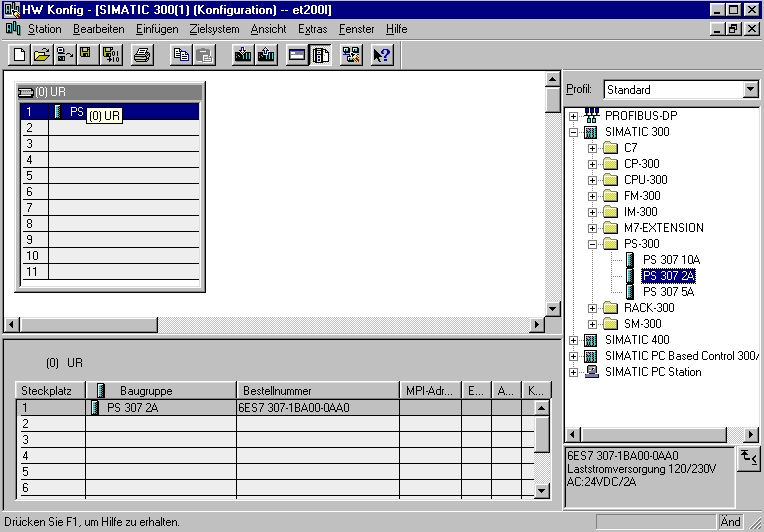 HW Konfig - [SIMATIC 300(1) (Konfiguration) -- et200l]
Station Bearbeiten Einfügen Zielsystem Ansicht Extras Fenster Hilfe
(0) UR
1 PS
(0) UR
2
3
4
5
6
7
8
9
10
11
Profil: Standard
PROFIBUS-DP
SIMATIC 300
C7
CP-300
CPU-300
FM-300
IM-300
M7-EXTENSION
PS-300
PS 307 10A
PS 307 2A
PS 307 5A
RACK-300
SM-300
SIMATIC 400
SIMATIC PC Based Control 300/
SIMATIC PC Station
(0) UR
Steckplatz Baugruppe Bestellnummer MPI-Adr... E... A... K...
1 PS 307 2A 6ES7 307-1BA00-0AA0
2
3
4
5
6
6ES7 307-1BA00-0AA0
Laststromversorgung 120/230V
AC:24VDC/2A
Drücken Sie F1, um Hilfe zu erhalten.
Änd